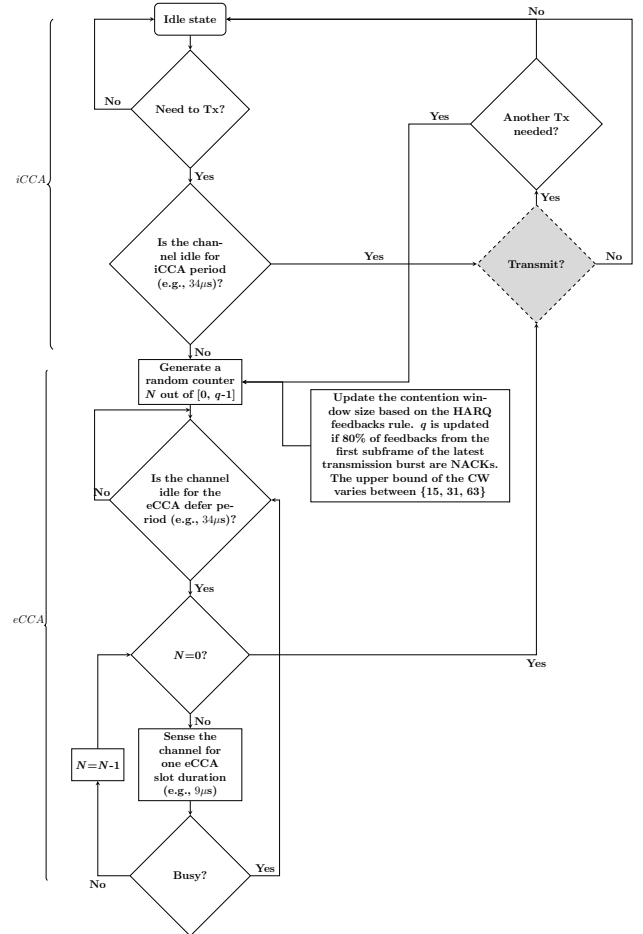 Idle state
No
Need to Tx?
No
Yes
Another Tx
needed?
Yes
iCCA
Yes
Is the chan-
nel idle for
iCCA period
(e.g., 34μs)?
Yes
Transmit?
No
No
Generate a
random counter
N out of [0, q-1]
Update the contention win-
dow size based on the HARQ
feedbacks rule. q is updated
if 80% of feedbacks from the
first subframe of the latest
transmission burst are NACKs.
The upper bound of the CW
varies between {15, 31, 63}
No
Is the channel
idle for the
eCCA defer pe-
riod (e.g., 34μs)?
Yes
eCCA
N=0?
Yes
No
Sense the
channel for
one eCCA
slot duration
(e.g., 9μs)
N=N-1
Busy?
Yes
No